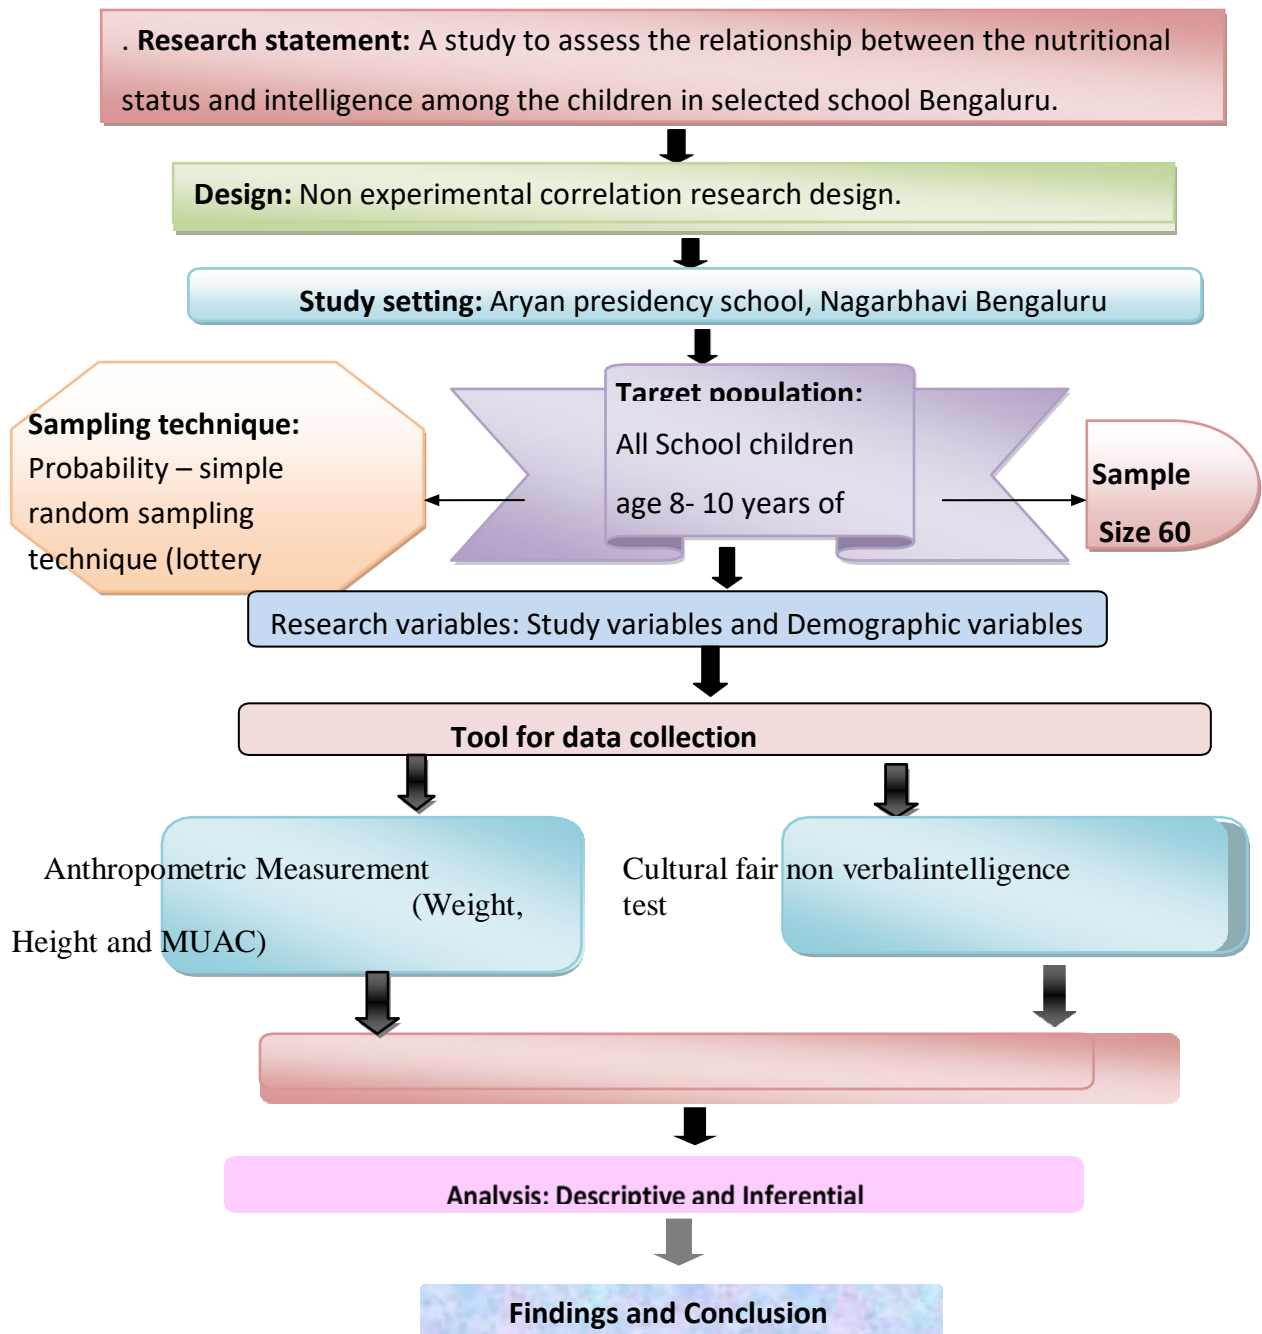 . Research statement: A study to assess the relationship between the nutritional
status and intelligence among the children in selected school Bengaluru.
Design: Non experimental correlation research design.
Study setting: Aryan presidency school, Nagarbhavi Bengaluru
Sampling technique:
Probability – simple
random sampling
technique (lottery
Target population:
All School children
age 8- 10 years of
Sample
Size 60
Research variables: Study variables and Demographic variables
Tool for data collection
Anthropometric Measurement
(Weight,
Height and MUAC)
Cultural fair non verbalintelligence
test
Analysis: Descriptive and Inferential
Findings and Conclusion